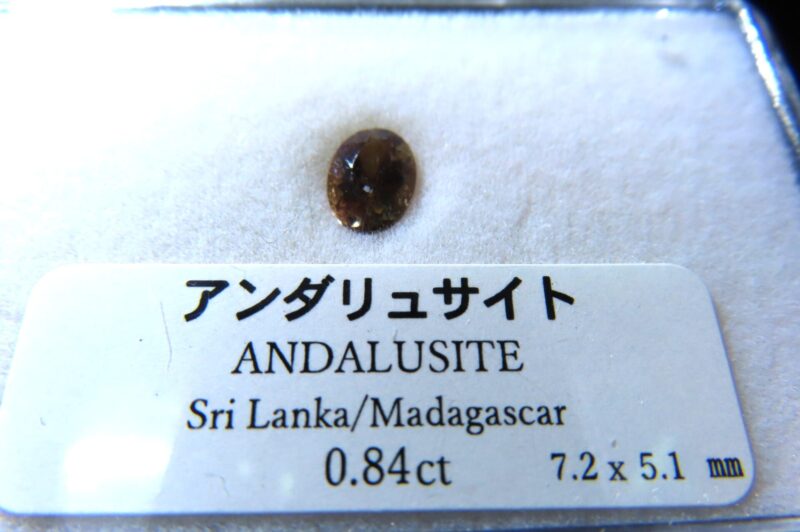 アンダリュサイト
ANDALUSITE
Sri Lanka/Madagascar
0.84ct 7.2 x 5.1 mm